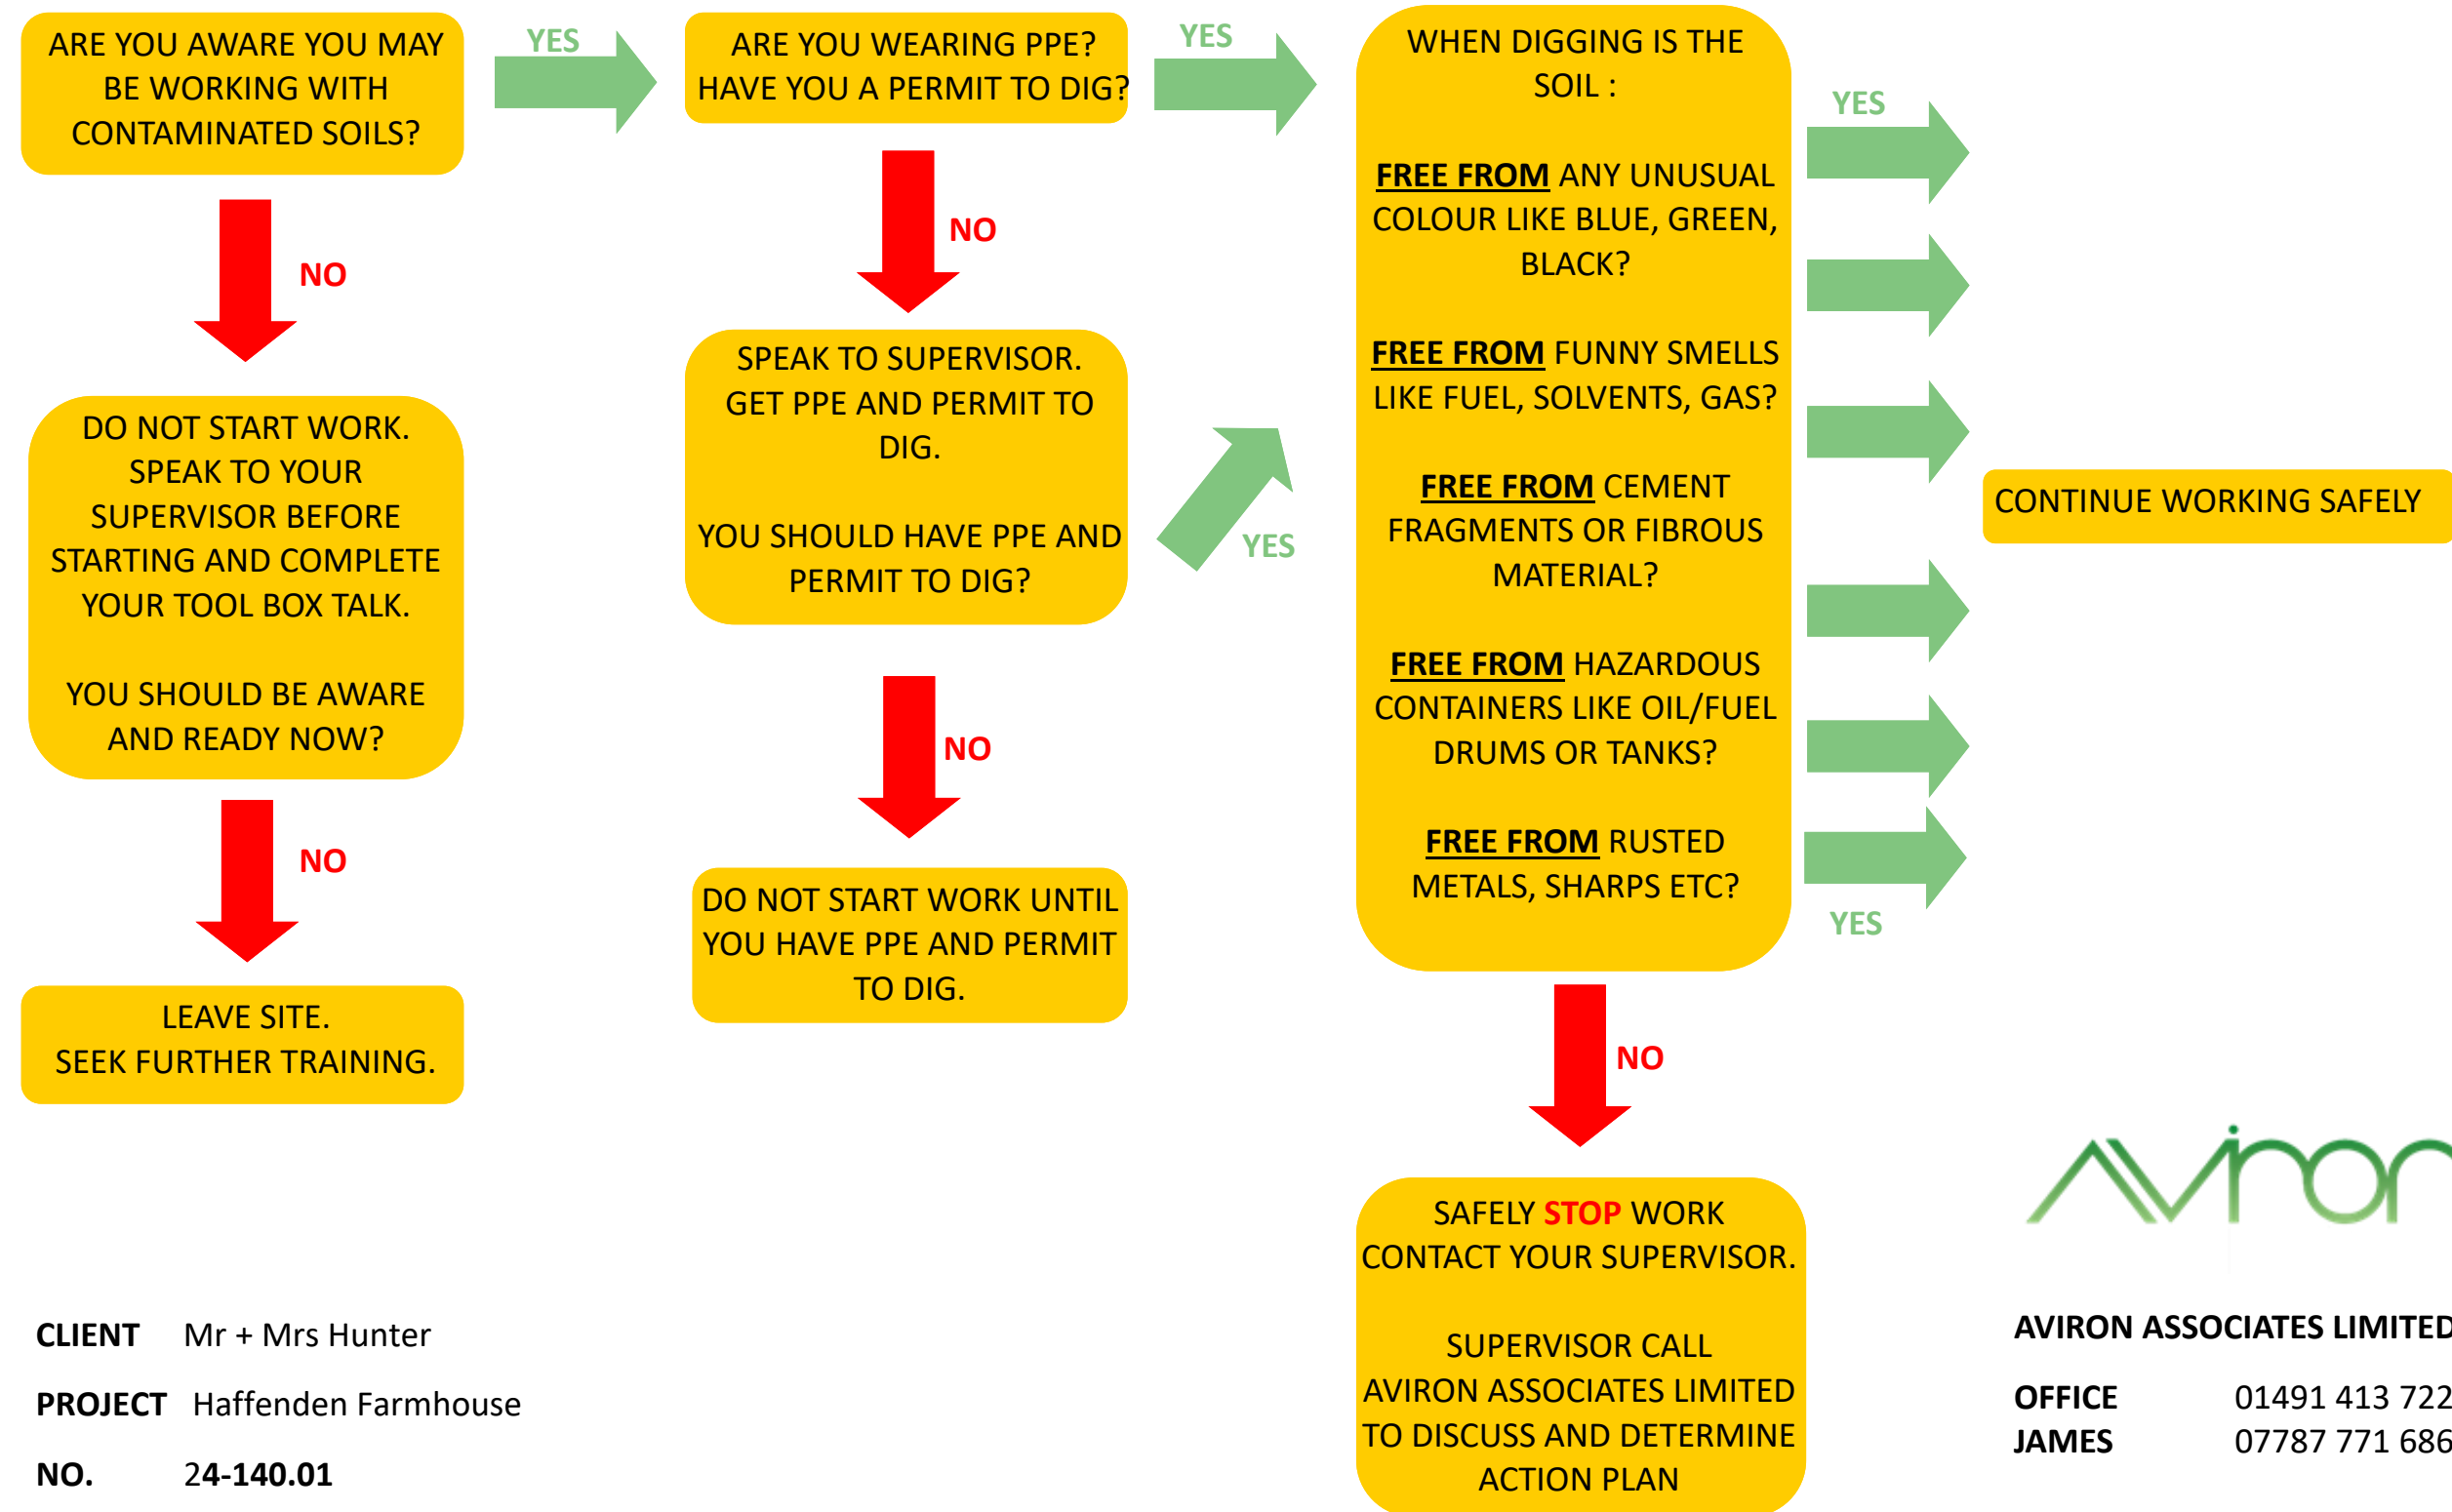 ARE YOU AWARE YOU MAY
BE WORKING WITH
CONTAMINATED SOILS?
YES
NO
DO NOT START WORK.
SPEAK TO YOUR
SUPERVISOR BEFORE
STARTING AND COMPLETE
YOUR TOOL BOX TALK.
YOU SHOULD BE AWARE
AND READY NOW?
NO
LEAVE SITE.
SEEK FURTHER TRAINING.
ARE YOU WEARING PPE?
HAVE YOU A PERMIT TO DIG?
YES
NO
SPEAK TO SUPERVISOR.
GET PPE AND PERMIT TO
DIG.
YOU SHOULD HAVE PPE AND
PERMIT TO DIG?
YES
NO
DO NOT START WORK UNTIL
YOU HAVE PPE AND PERMIT
TO DIG.
WHEN DIGGING IS THE
SOIL :
FREE FROM ANY UNUSUAL
COLOUR LIKE BLUE, GREEN,
BLACK?
FREE FROM FUNNY SMELLS
LIKE FUEL, SOLVENTS, GAS?
FREE FROM CEMENT
FRAGMENTS OR FIBROUS
MATERIAL?
FREE FROM HAZARDOUS
CONTAINERS LIKE OIL/FUEL
DRUMS OR TANKS?
FREE FROM RUSTED
METALS, SHARPS ETC?
YES
YES
CONTINUE WORKING SAFELY
NO
SAFELY STOP WORK
CONTACT YOUR SUPERVISOR.
SUPERVISOR CALL
AVIRON ASSOCIATES LIMITED
TO DISCUSS AND DETERMINE
ACTION PLAN
CLIENT Mr + Mrs Hunter
PROJECT Haffenden Farmhouse
NO. 24-140.01
Aviron
AVIRON ASSOCIATES LIMITED
OFFICE 01491 413 722
JAMES 07787 771 686